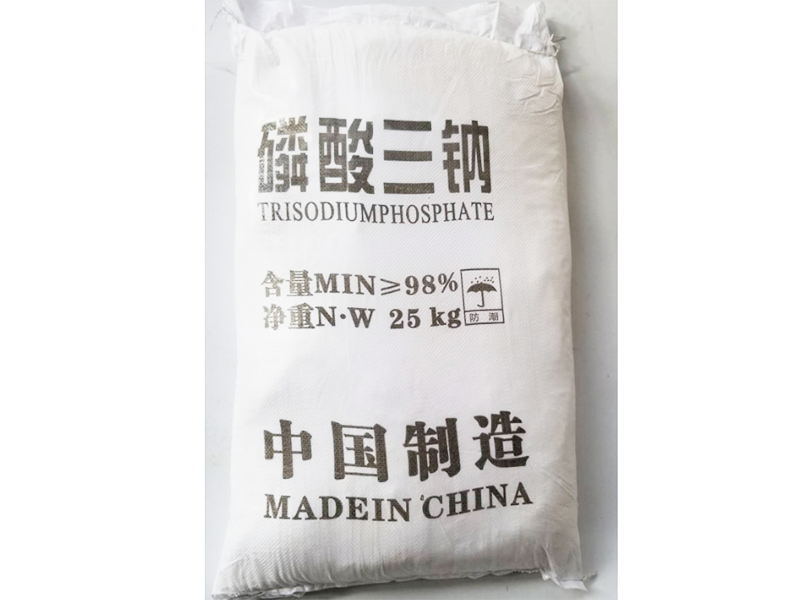 磷酸三钠
TRISODIUMPHOSPHATE
含量MIN≥98%
净重N·W 25 kg
防潮
中国制造
MADEIN CHINA